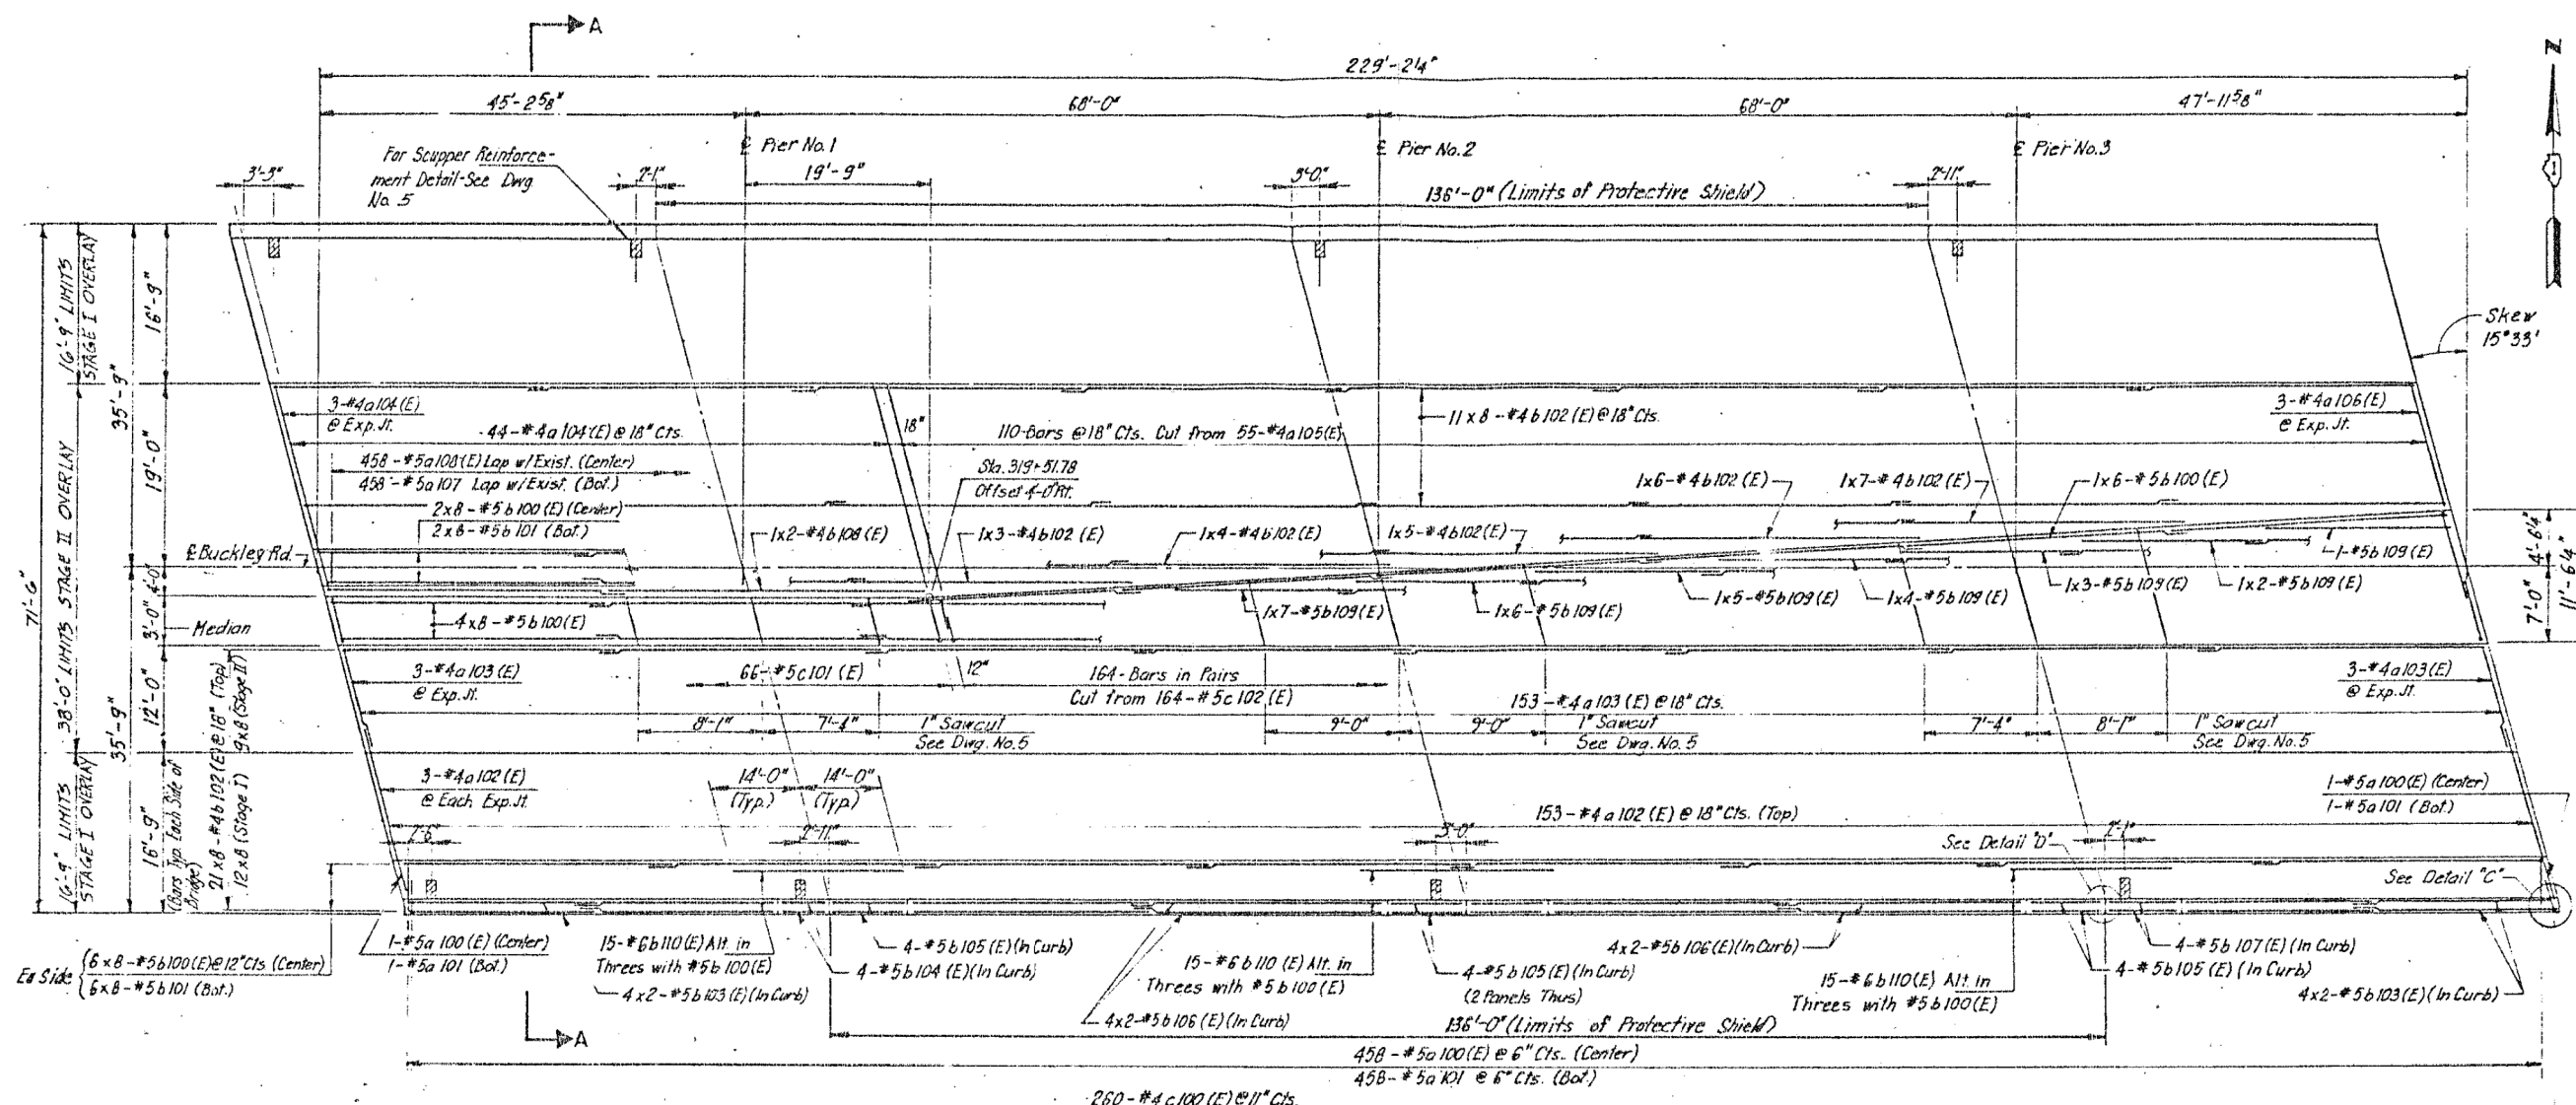 A
229'-2¼"
45'-2⅝"
68'-0"
68'-0"
47'-11⅝"
℄ Pier No.1
℄ Pier No.2
℄ Pier No.3
For Scupper Reinforce-
ment Detail-See Dwg
No. 5
19'-9"
2'-1"
3'-0"
2'-11"
136'-0" (Limits of Protective Shield)
Skew
15°33'
71'-6"
16'-9" LIMITS
STAGE I OVERLAY
38'-0" LIMITS STAGE II OVERLAY
16'-9" LIMITS
STAGE I OVERLAY
35'-9"
35'-9"
16'-9"
19'-0"
4'-0"
3'-0"
12'-0"
16'-9"
(Bars Typ. Each Side of
Bridge)
21x8-#4b102(E)@18" (Top)
12x8 (Stage I) 9x8 (Stage II)
3-#4a104(E)
@ Exp. Jt.
44-#4a104(E)@18" Cts.
18"
110-Bars @18" Cts. Cut from 55-#4a105(E)
11x8-#4b102(E)@18" Cts.
3-#4a106(E)
@ Exp. Jt.
458-#5a108(E) Lap w/Exist. (Center)
458-#5a107 Lap w/Exist. (Bot.)
Sta. 319+51.78
Offset 4'-0" Rt.
2x8-#5b100(E) (Center)
2x8-#5b101 (Bot.)
1x6-#4b102(E)
1x7-#4b102(E)
1x6-#5b100(E)
℄ Buckley Rd.
1x2-#4b108(E)
1x3-#4b102(E)
1x4-#4b102(E)
1x5-#4b102(E)
1-#5b109(E)
4'-6¼"
7'-0"
11'-6¼"
Median
4x8-#5b100(E)
1x7-#5b109(E)
1x6-#5b109(E)
1x5-#5b109(E)
1x4-#5b109(E)
1x3-#5b109(E)
1x2-#5b109(E)
3-#4a103(E)
@ Exp. Jt.
66-#5c101(E)
12"
164-Bars in Pairs
Cut from 164-#5c102(E)
153-#4a103(E)@18" Cts.
3-#4a103(E)
@ Exp. Jt.
8'-1"
7'-4"
1" Sawcut
See Dwg. No.5
9'-0"
9'-0"
1" Sawcut
See Dwg. No.5
7'-4"
8'-1"
1" Sawcut
See Dwg. No.5
3-#4a102(E)
@ Each Exp. Jt.
14'-0"
(Typ.)
14'-0"
(Typ.)
153-#4a102(E)@18" Cts. (Top)
1-#5a100(E) (Center)
1-#5a101 (Bot.)
2'-11"
3'-0"
2'-1"
See Detail "D"
See Detail "C"
Ea Side
6x8-#5b100(E)@12" Cts (Center)
6x8-#5b101 (Bot.)
1-#5a100(E) (Center)
1-#5a101 (Bot.)
15-#6b110(E) Alt. in
Threes with #5b100(E)
4x2-#5b103(E)(In Curb)
4-#5b105(E)(In Curb)
4-#5b104(E)(In Curb)
4x2-#5b106(E)(In Curb)
15-#6b110(E) Alt. in
Threes with #5b100(E)
4-#5b105(E)(In Curb)
(2 Panels Thus)
4x2-#5b106(E)(In Curb)
15-#6b110(E) Alt. in
Threes with #5b100(E)
4-#5b107(E)(In Curb)
4-#5b105(E)(In Curb)
4x2-#5b103(E)(In Curb)
A
136'-0" (Limits of Protective Shield)
458-#5a100(E)@6" Cts. (Center)
458-#5a101 @6" Cts. (Bot.)
260-#4c100(E)@11" Cts.